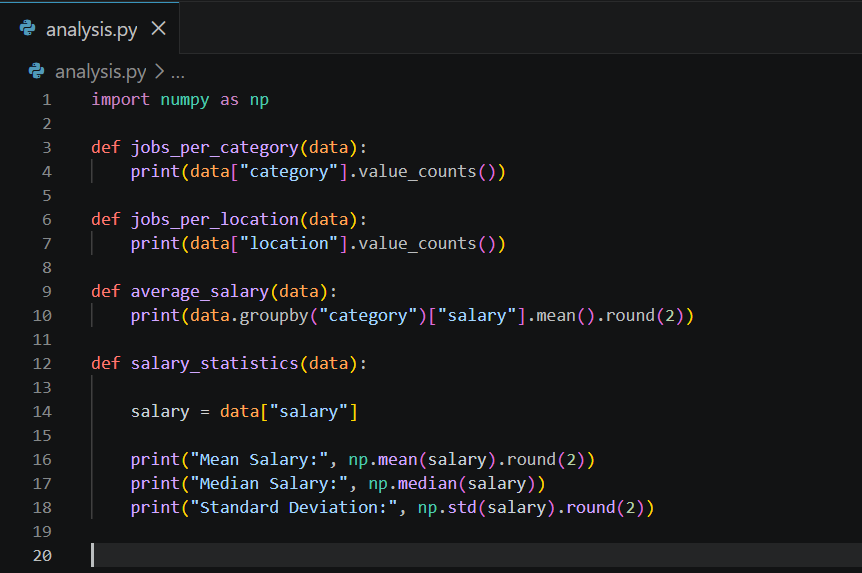 analysis.py
analysis.py > ...
1 import numpy as np
2
3 def jobs_per_category(data):
4     print(data["category"].value_counts())
5
6 def jobs_per_location(data):
7     print(data["location"].value_counts())
8
9 def average_salary(data):
10     print(data.groupby("category")["salary"].mean().round(2))
11
12 def salary_statistics(data):
13
14     salary = data["salary"]
15
16     print("Mean Salary:", np.mean(salary).round(2))
17     print("Median Salary:", np.median(salary))
18     print("Standard Deviation:", np.std(salary).round(2))
19
20